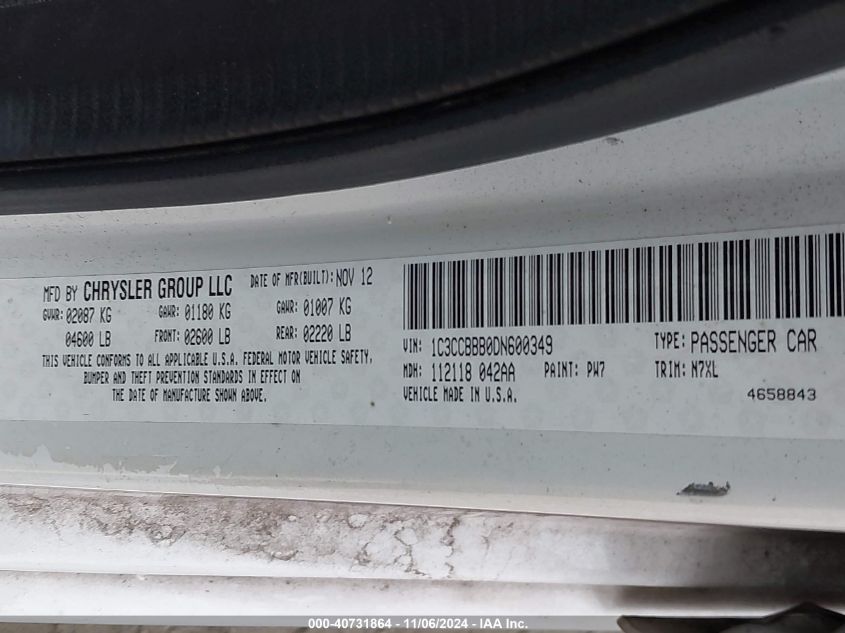 MFD BY CHRYSLER GROUP LLC DATE OF MFR(BUILT): NOV 12
GVWR: 02087 KG GAWR: 01180 KG GAWR: 01007 KG
04600 LB FRONT: 02600 LB REAR: 02220 LB
THIS VEHICLE CONFORMS TO ALL APPLICABLE U.S.A. FEDERAL MOTOR VEHICLE SAFETY,
BUMPER AND THEFT PREVENTION STANDARDS IN EFFECT ON
THE DATE OF MANUFACTURE SHOWN ABOVE.
VIN: 1C3CCBBB0DN600349 TYPE: PASSENGER CAR
MDH: 112118 042AA PAINT: PW7 TRIM: N7XL
VEHICLE MADE IN U.S.A. 4658843
000-40731864 - 11/06/2024 - IAA Inc.